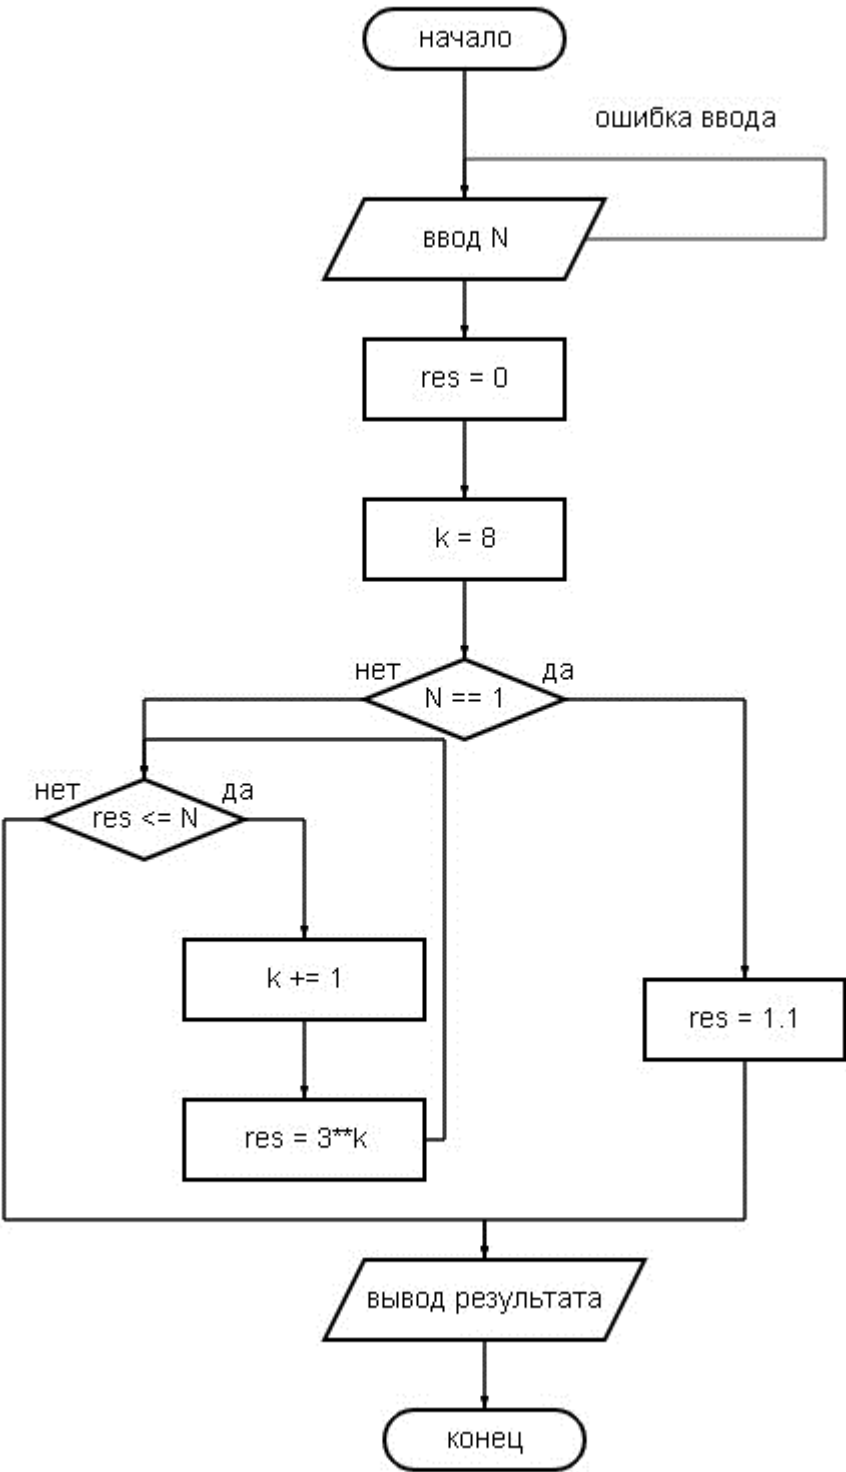 начало
ошибка ввода
ввод N
res = 0
k = 8
нет
да
N == 1
нет
да
res <= N
k += 1
res = 1.1
res = 3**k
вывод результата
конец